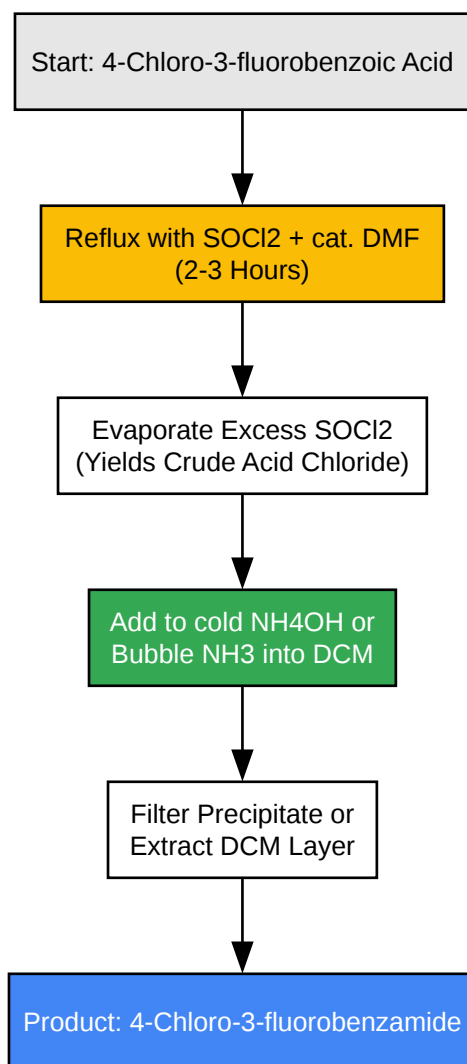 Start: 4-Chloro-3-fluorobenzoic Acid
Reflux with SOCl2 + cat. DMF
(2-3 Hours)
Evaporate Excess SOCl2
(Yields Crude Acid Chloride)
Add to cold NH4OH or
Bubble NH3 into DCM
Filter Precipitate or
Extract DCM Layer
Product: 4-Chloro-3-fluorobenzamide